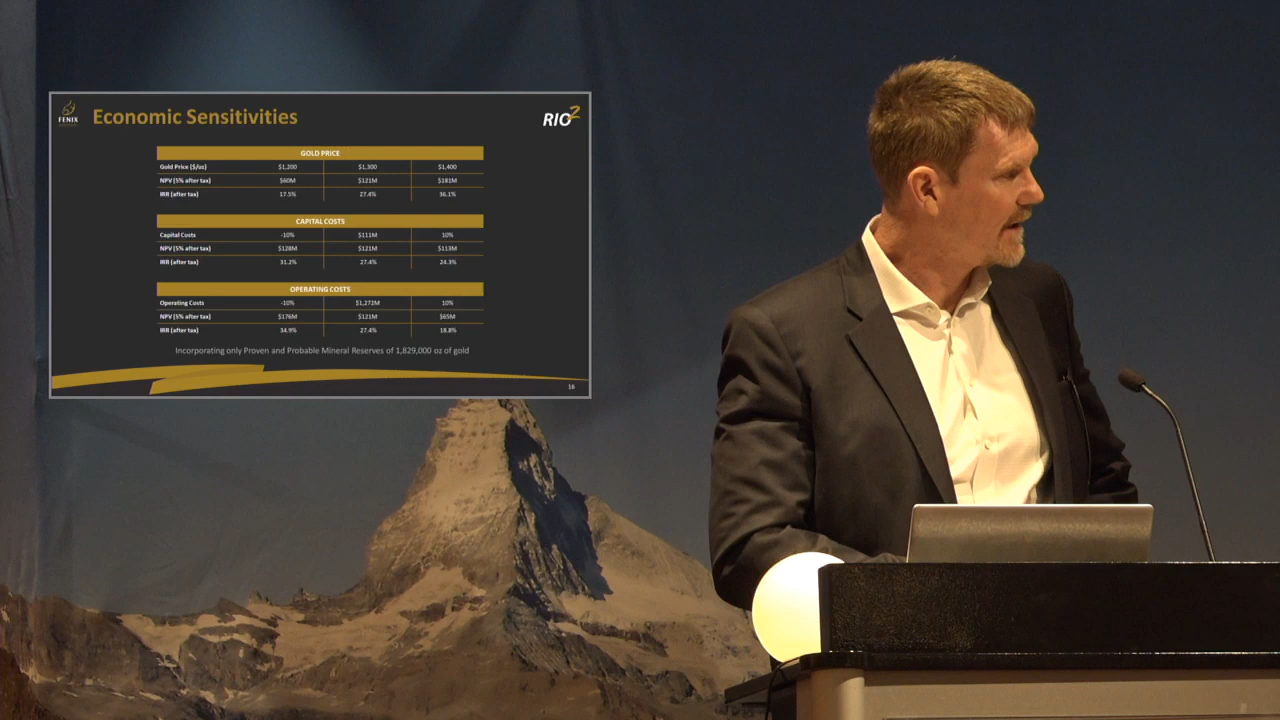 FENIX
Economic Sensitivities
RIO2
GOLD PRICE
Gold Price ($/oz) $1,200 $1,300 $1,400
NPV (5% after tax) $60M $121M $181M
IRR (after tax) 17.5% 27.4% 36.1%
CAPITAL COSTS
Capital Costs -10% $111M 10%
NPV (5% after tax) $128M $121M $113M
IRR (after tax) 31.2% 27.4% 24.3%
OPERATING COSTS
Operating Costs -10% $1,272M 10%
NPV (5% after tax) $176M $121M $65M
IRR (after tax) 34.9% 27.4% 18.8%
Incorporating only Proven and Probable Mineral Reserves of 1,829,000 oz of gold
16